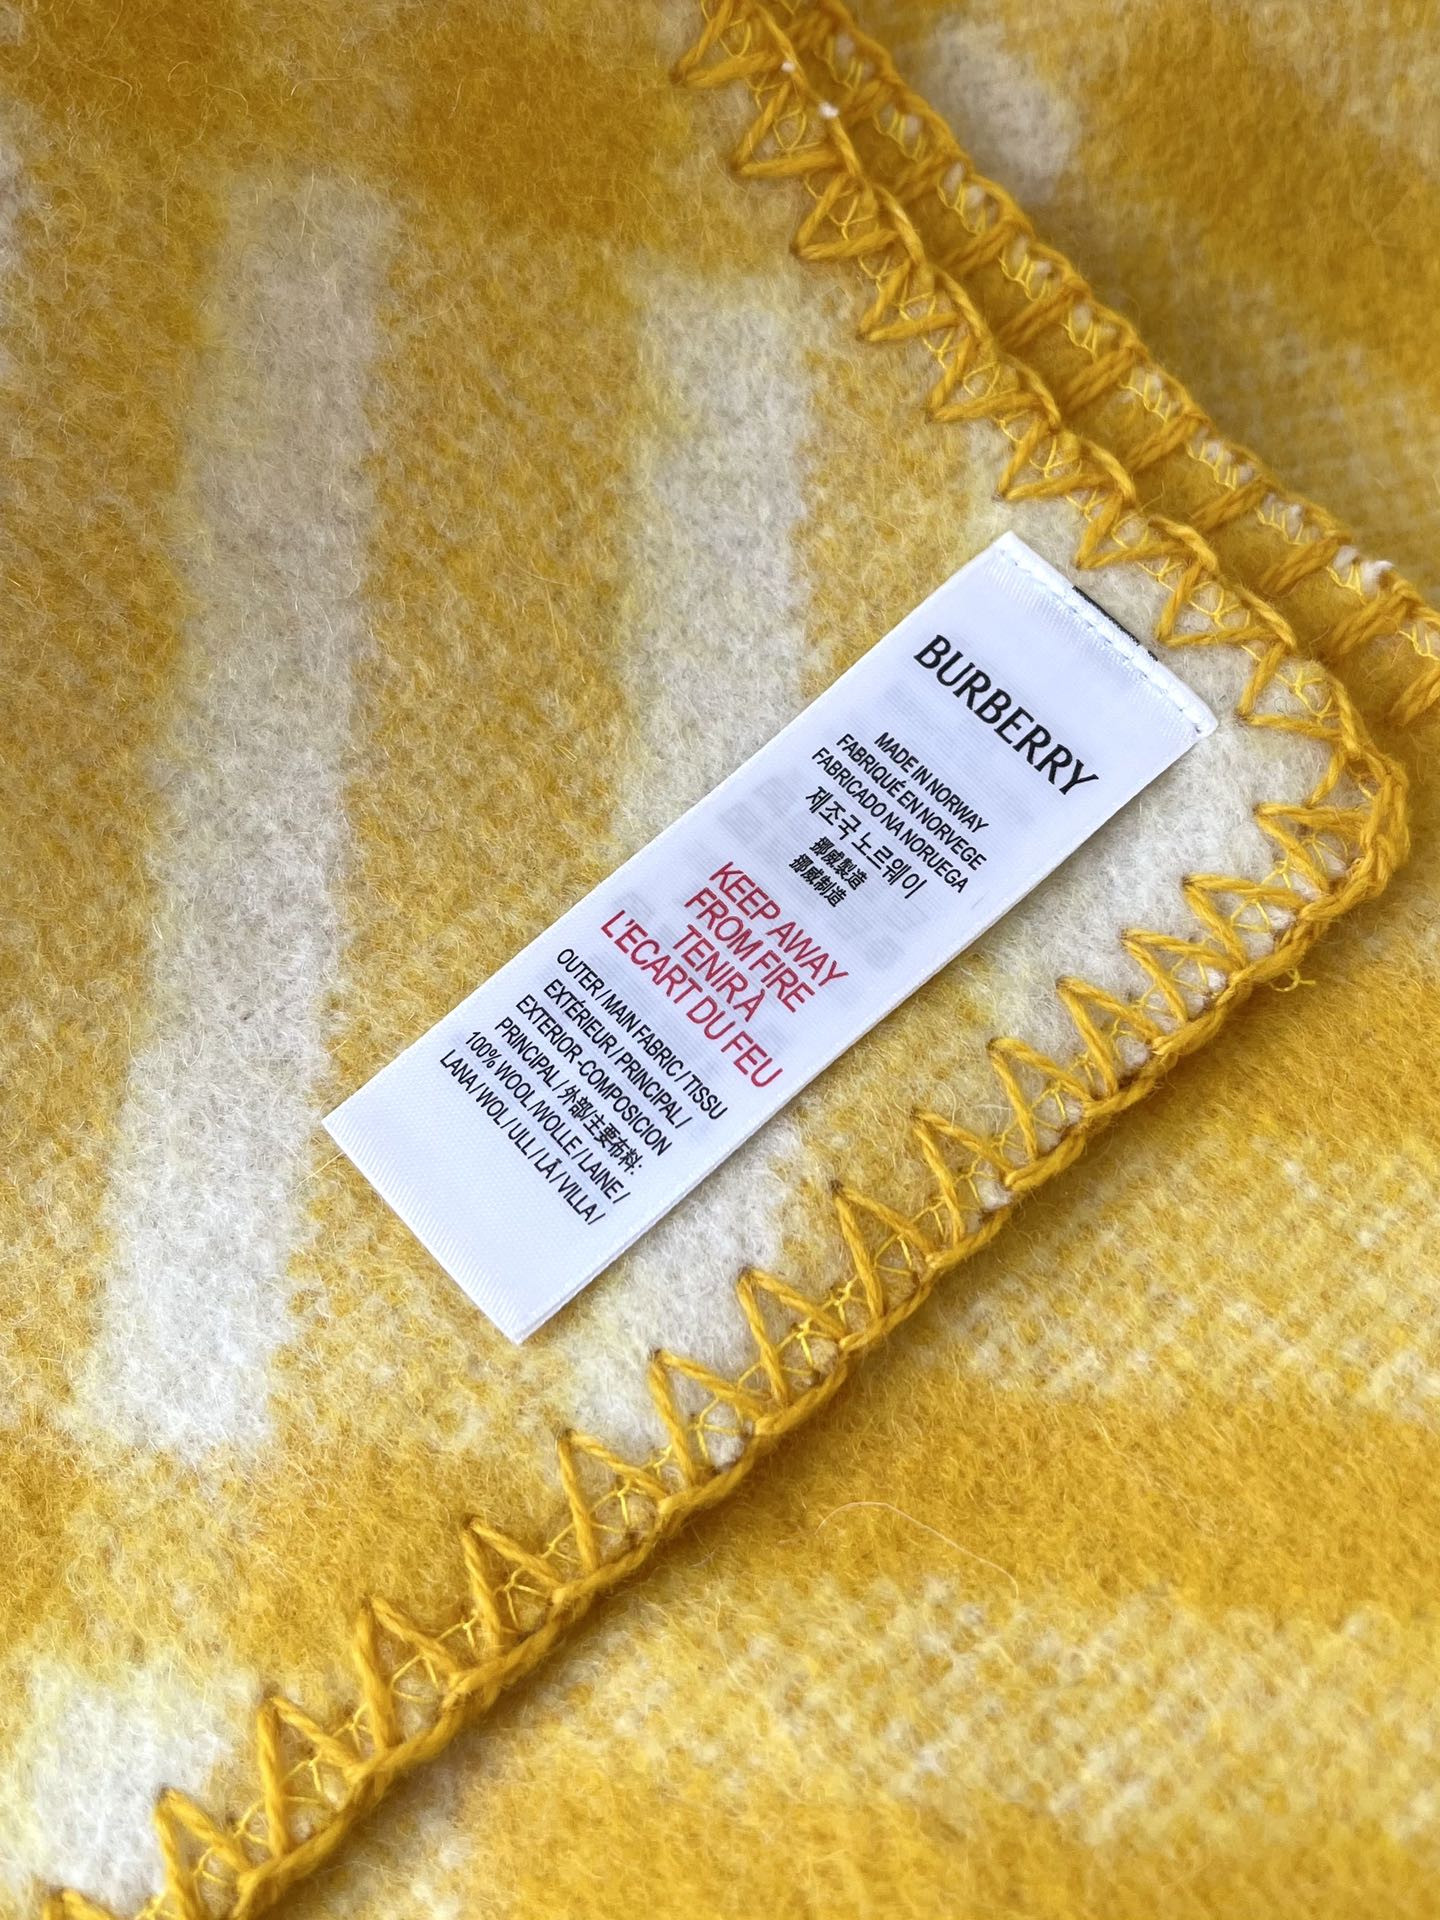 BURBERRY
MADE IN NORWAY
FABRIQUÉ EN NORVEGE
FABRICADO NA NORUEGA
제조국 노르웨이
挪威製造
挪威制造
KEEP AWAY
FROM FIRE
TENIR À
L'ECART DU FEU
OUTER / MAIN FABRIC / TISSU
EXTÉRIEUR / PRINCIPAL /
EXTERIOR -COMPOSICION
PRINCIPAL / 外部/主要布料:
100% WOOL /WOLLE / LAINE /
LANA / WOL / ULL / LÃ / VILLA /